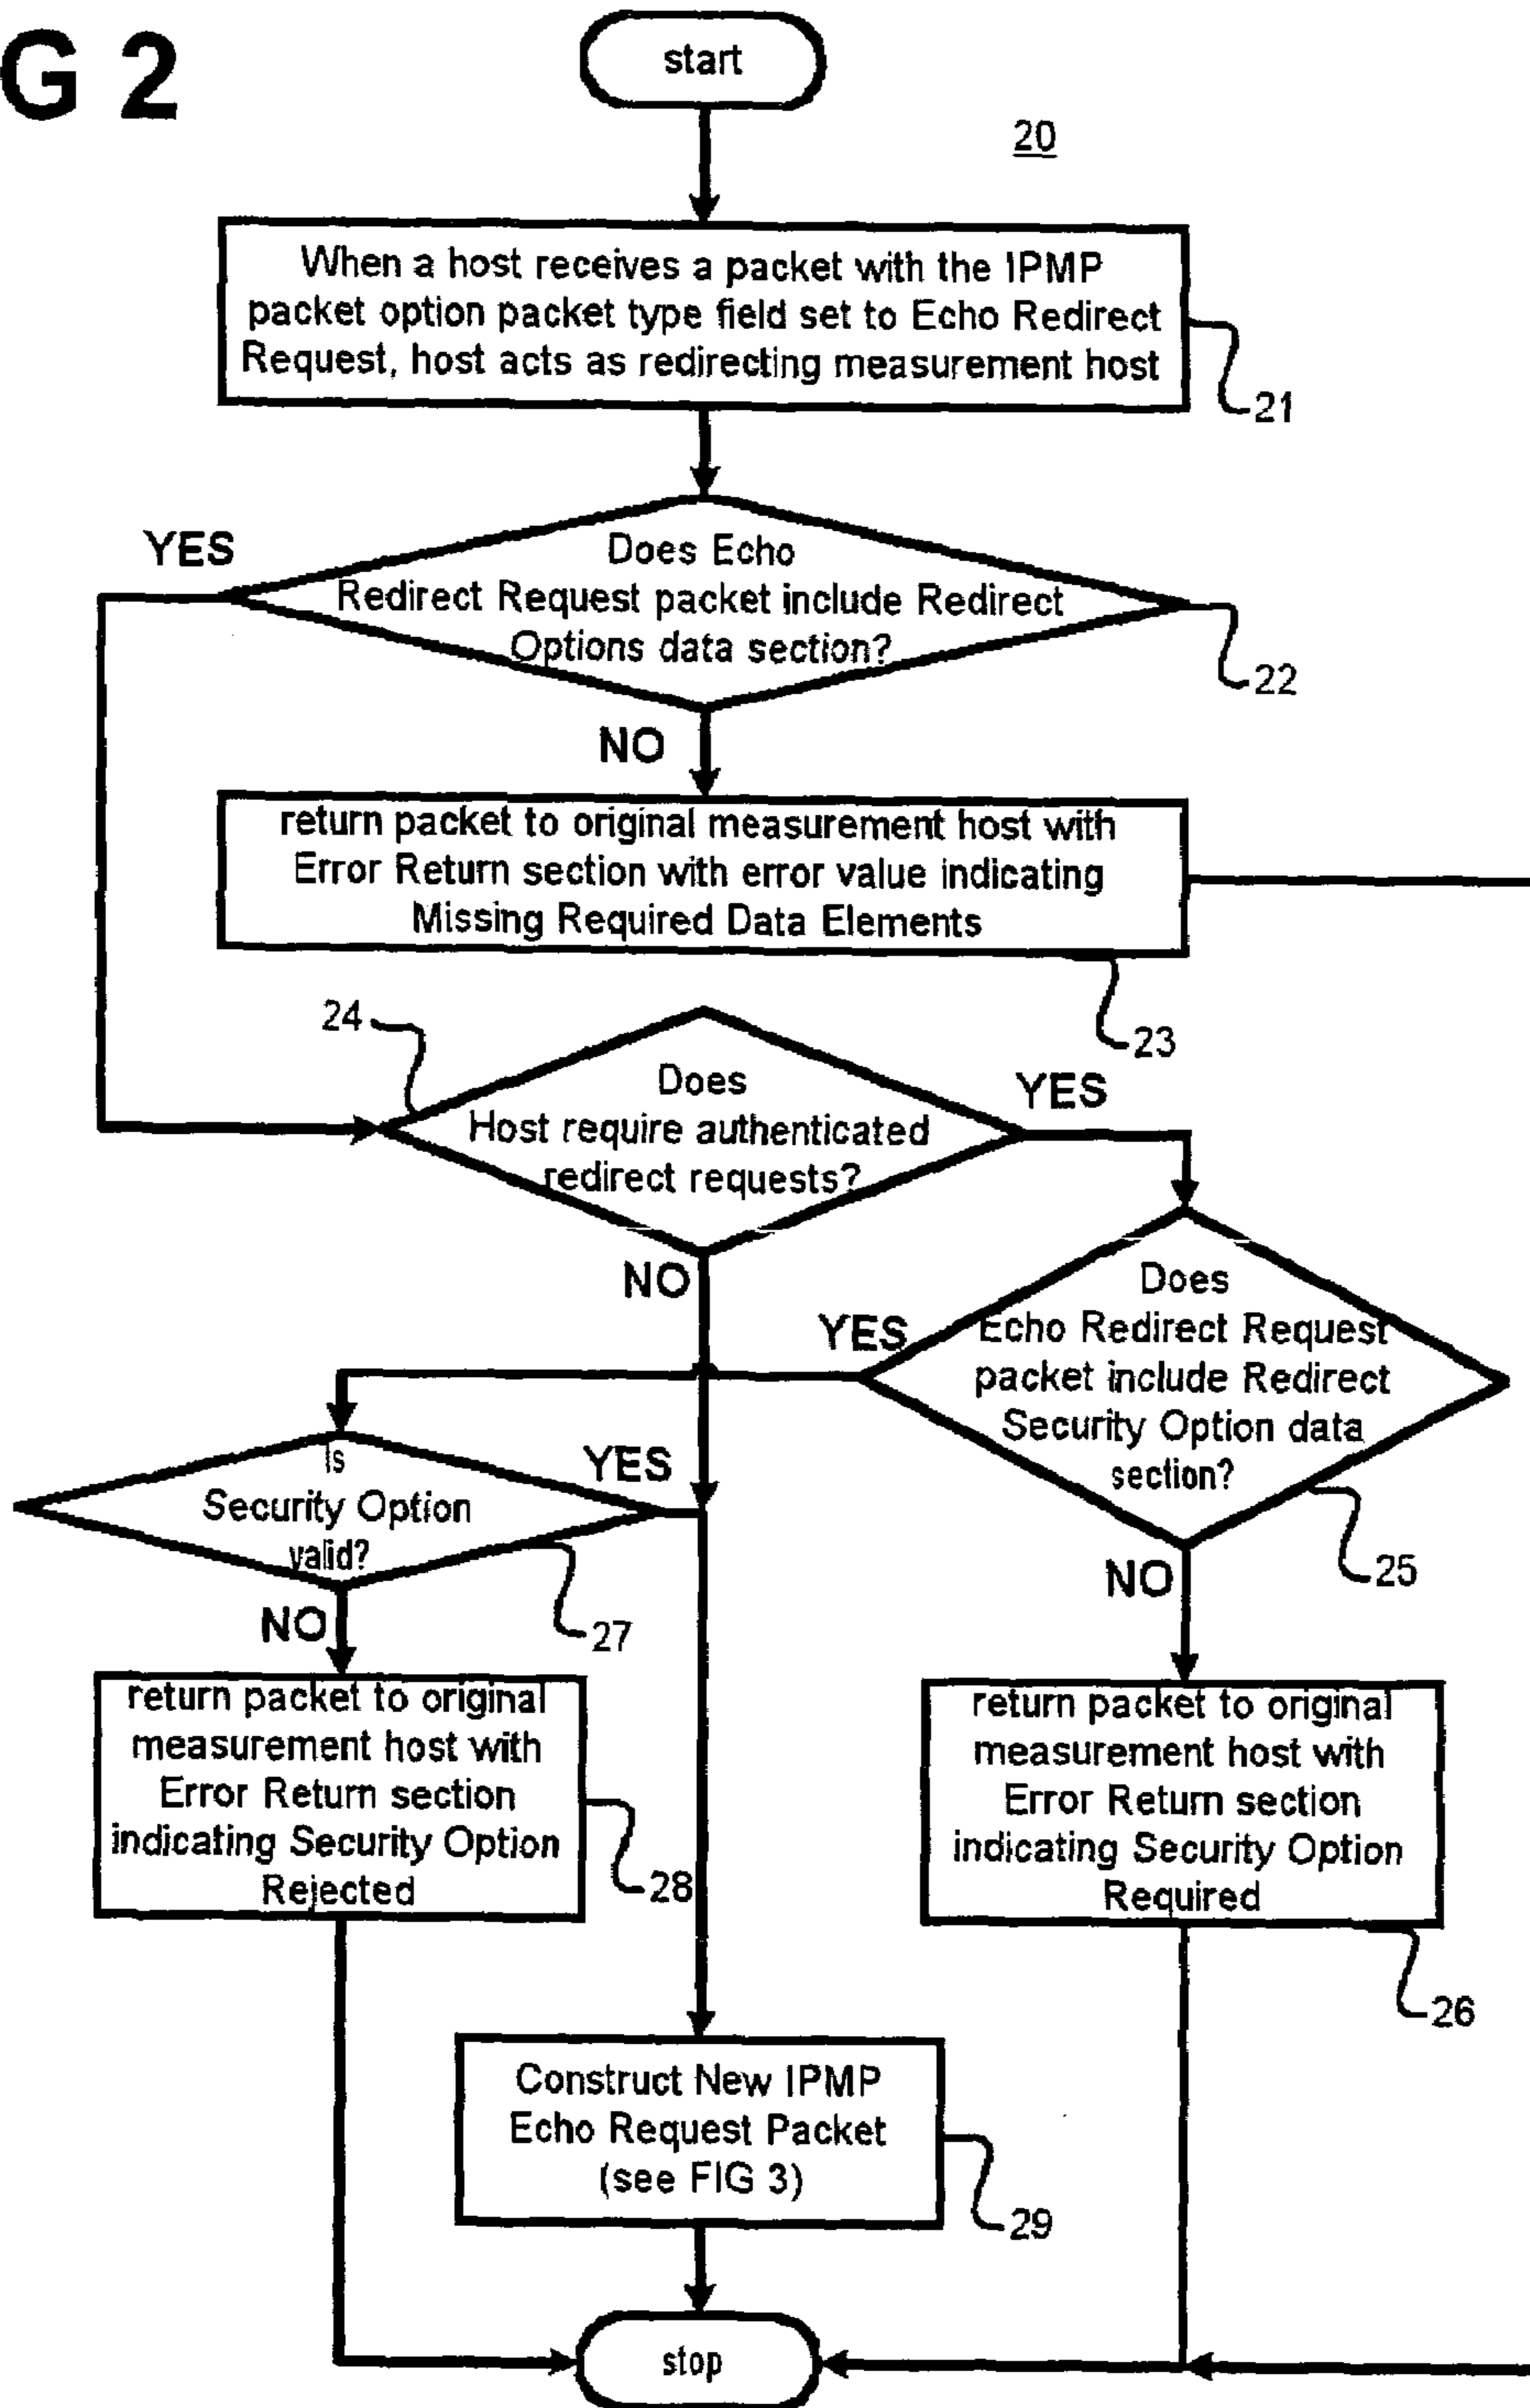 G 2
start
20
When a host receives a packet with the IPMP
packet option packet type field set to Echo Redirect
Request, host acts as redirecting measurement host
21
YES
Does Echo
Redirect Request packet include Redirect
Options data section?
22
NO
return packet to original measurement host with
Error Return section with error value indicating
Missing Required Data Elements
23
24
Does
Host require authenticated
redirect requests?
YES
NO
Does
Echo Redirect Request
packet include Redirect
Security Option data
section?
YES
25
Is
Security Option
valid?
YES
27
NO
NO
return packet to original
measurement host with
Error Return section
indicating Security Option
Rejected
28
return packet to original
measurement host with
Error Return section
indicating Security Option
Required
26
Construct New IPMP
Echo Request Packet
(see FIG 3)
29
stop